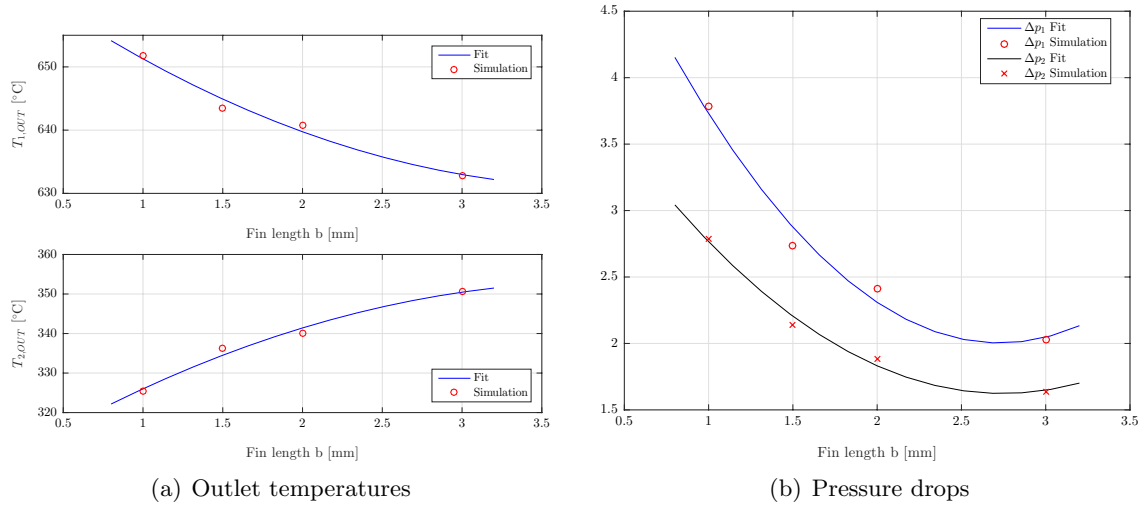 650
640
630
T1,OUT [°C]
Fit
Simulation
0.5 1 1.5 2 2.5 3 3.5
Fin length b [mm]
360
350
340
330
320
T2,OUT [°C]
Fit
Simulation
0.5 1 1.5 2 2.5 3 3.5
Fin length b [mm]
(a) Outlet temperatures
4.5
4
3.5
3
2.5
2
1.5
Δp1 Fit
Δp1 Simulation
Δp2 Fit
Δp2 Simulation
0.5 1 1.5 2 2.5 3 3.5
Fin length b [mm]
(b) Pressure drops